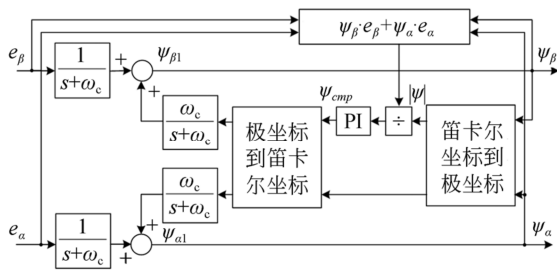 ψβ·eβ+ψα·eα
eβ
1
s+ωc
+
ψβ1
ψβ
+
ψcmp
|ψ|
ωc
s+ωc
极坐标
到笛卡
尔坐标
PI
÷
笛卡尔
坐标到
极坐标
ωc
s+ωc
+
eα
1
s+ωc
+
ψα1
ψα